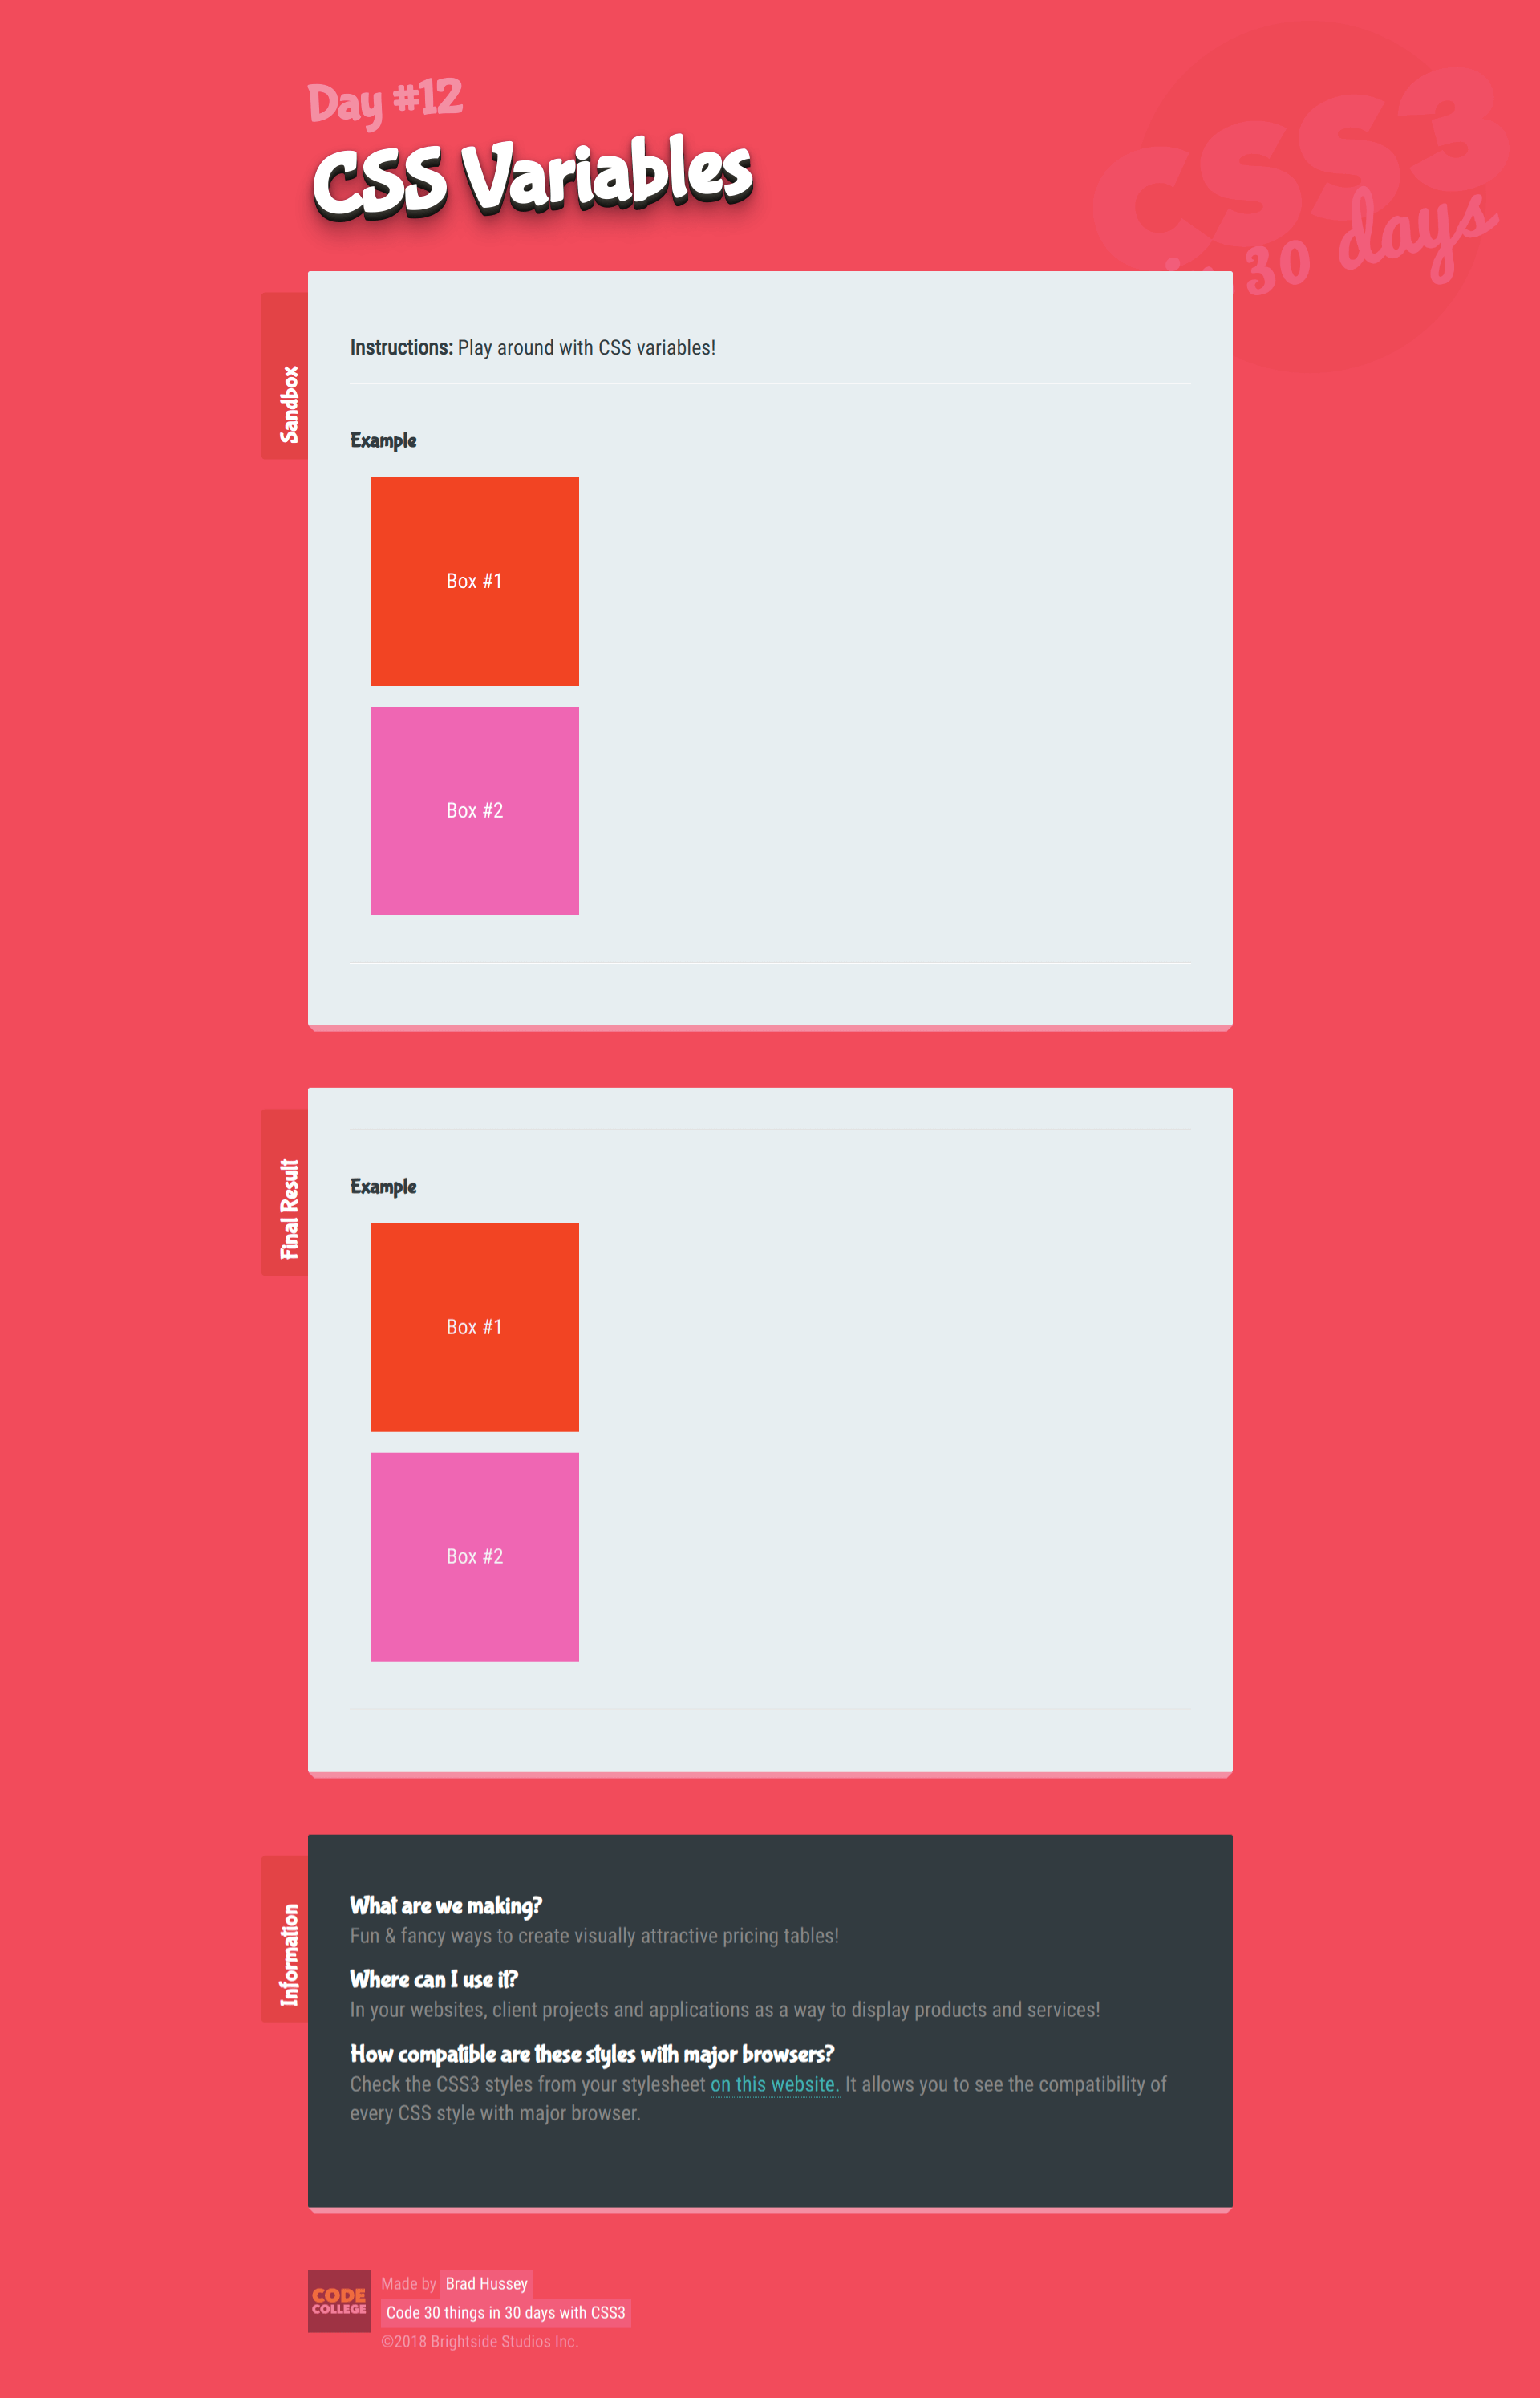 Day #12
CSS Variables
CSS3
in 30 days
Sandbox
Instructions: Play around with CSS variables!
Example
Box #1
Box #2
Final Result
Example
Box #1
Box #2
Information
What are we making?
Fun & fancy ways to create visually attractive pricing tables!
Where can I use it?
In your websites, client projects and applications as a way to display products and services!
How compatible are these styles with major browsers?
Check the CSS3 styles from your stylesheet on this website. It allows you to see the compatibility of
every CSS style with major browser.
CODE
COLLEGE
Made by Brad Hussey
Code 30 things in 30 days with CSS3
©2018 Brightside Studios Inc.